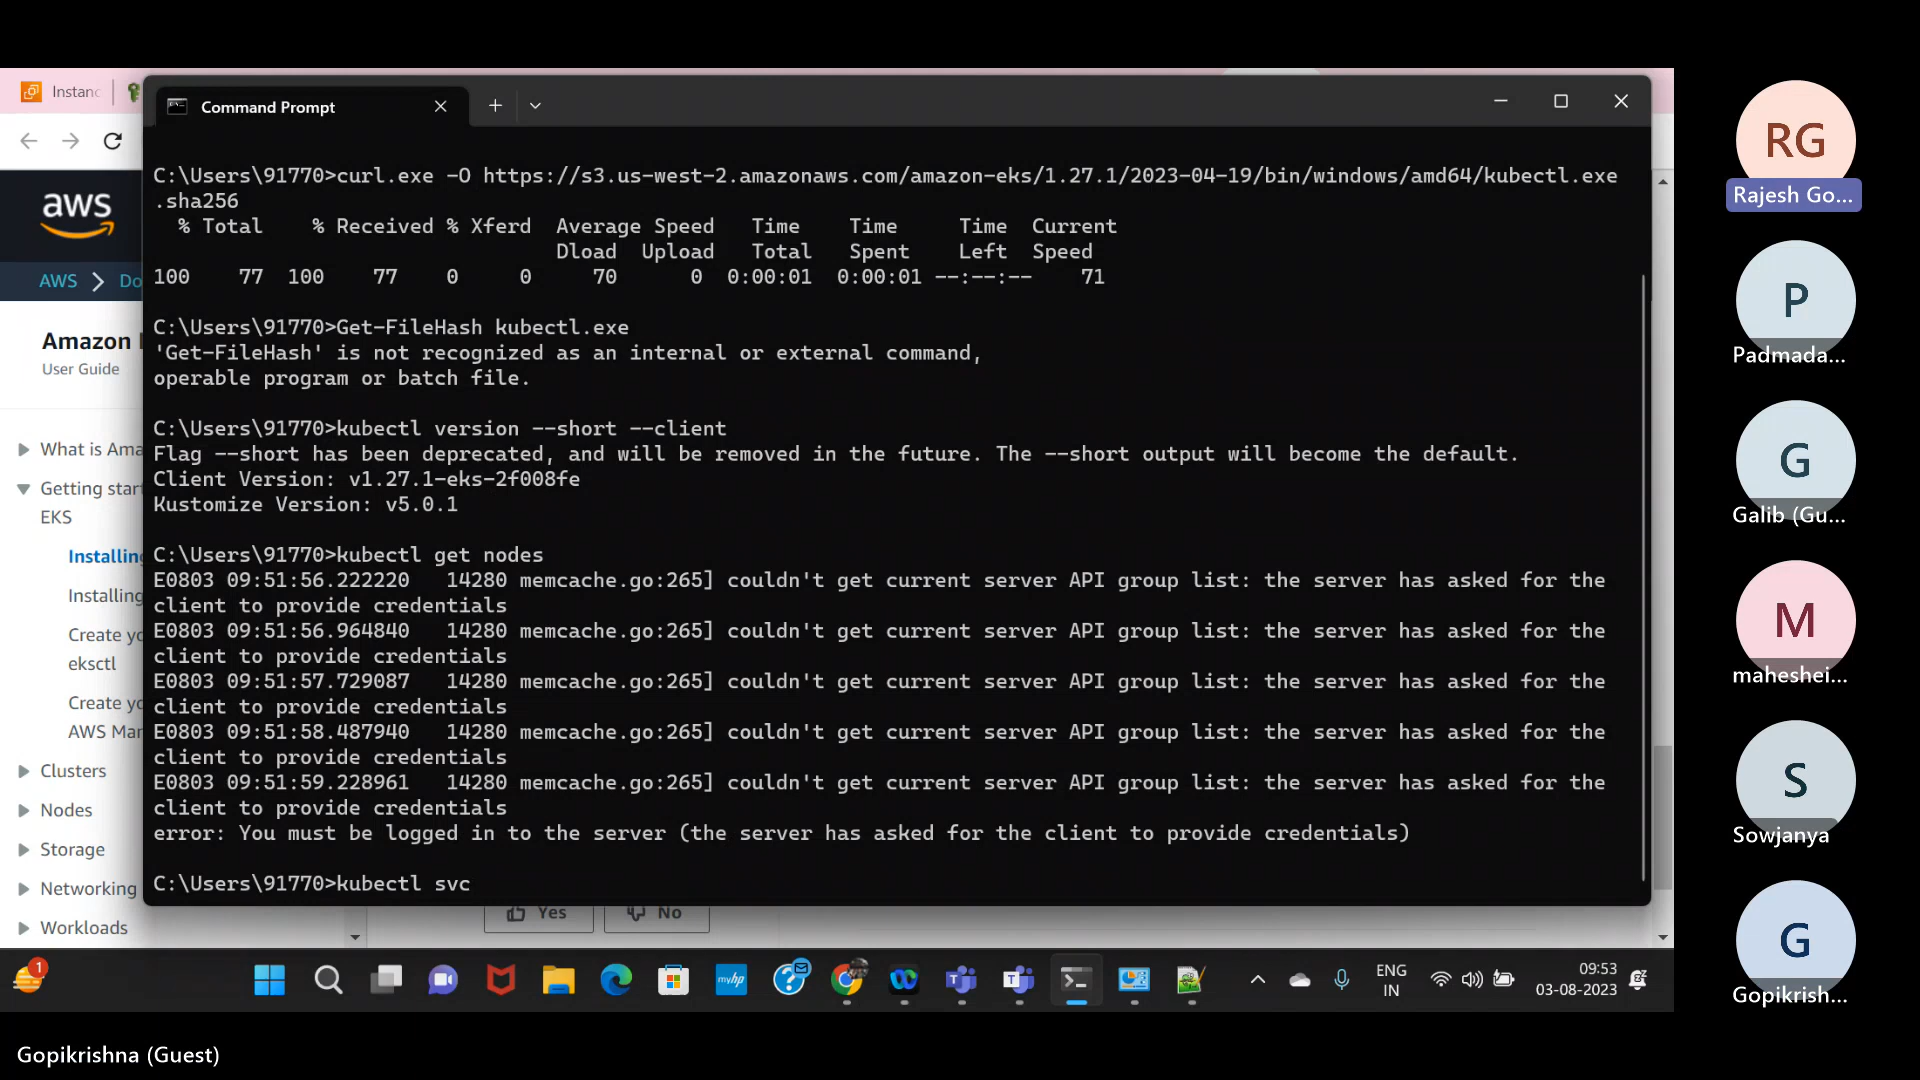 Instanc
Command Prompt
C:\Users\91770>curl.exe -O https://s3.us-west-2.amazonaws.com/amazon-eks/1.27.1/2023-04-19/bin/windows/amd64/kubectl.exe
.sha256
% Total % Received % Xferd Average Speed Time Time Time Current
Dload Upload Total Spent Left Speed
100 77 100 77 0 0 70 0 0:00:01 0:00:01 --:--:-- 71
C:\Users\91770>Get-FileHash kubectl.exe
'Get-FileHash' is not recognized as an internal or external command,
operable program or batch file.
C:\Users\91770>kubectl version --short --client
Flag --short has been deprecated, and will be removed in the future. The --short output will become the default.
Client Version: v1.27.1-eks-2f008fe
Kustomize Version: v5.0.1
C:\Users\91770>kubectl get nodes
E0803 09:51:56.222220 14280 memcache.go:265] couldn't get current server API group list: the server has asked for the
client to provide credentials
E0803 09:51:56.964840 14280 memcache.go:265] couldn't get current server API group list: the server has asked for the
client to provide credentials
E0803 09:51:57.729087 14280 memcache.go:265] couldn't get current server API group list: the server has asked for the
client to provide credentials
E0803 09:51:58.487940 14280 memcache.go:265] couldn't get current server API group list: the server has asked for the
client to provide credentials
E0803 09:51:59.228961 14280 memcache.go:265] couldn't get current server API group list: the server has asked for the
client to provide credentials
error: You must be logged in to the server (the server has asked for the client to provide credentials)
C:\Users\91770>kubectl svc
aws
AWS > Do
Amazon
User Guide
What is Ama
Getting start
EKS
Installing
Installing
Create yo
eksctl
Create yo
AWS Man
Clusters
Nodes
Storage
Networking
Workloads
Yes No
1
myhp
ENG
IN
09:53
03-08-2023
RG
Rajesh Go...
P
Padmada...
G
Galib (Gu...
M
maheshei...
S
Sowjanya
G
Gopikrish...
Gopikrishna (Guest)